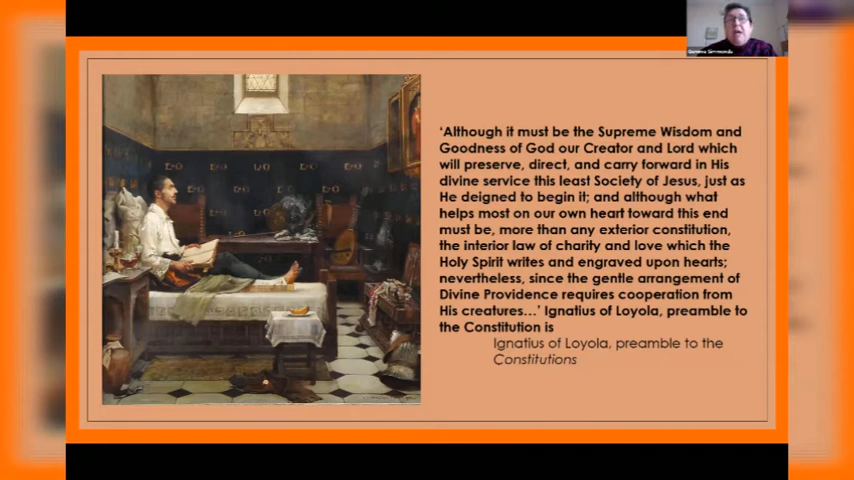 Gemma Simmonds
‘Although it must be the Supreme Wisdom and
Goodness of God our Creator and Lord which
will preserve, direct, and carry forward in His
divine service this least Society of Jesus, just as
He deigned to begin it; and although what
helps most on our own heart toward this end
must be, more than any exterior constitution,
the interior law of charity and love which the
Holy Spirit writes and engraved upon hearts;
nevertheless, since the gentle arrangement of
Divine Providence requires cooperation from
His creatures…’ Ignatius of Loyola, preamble to
the Constitution is
Ignatius of Loyola, preamble to the
Constitutions